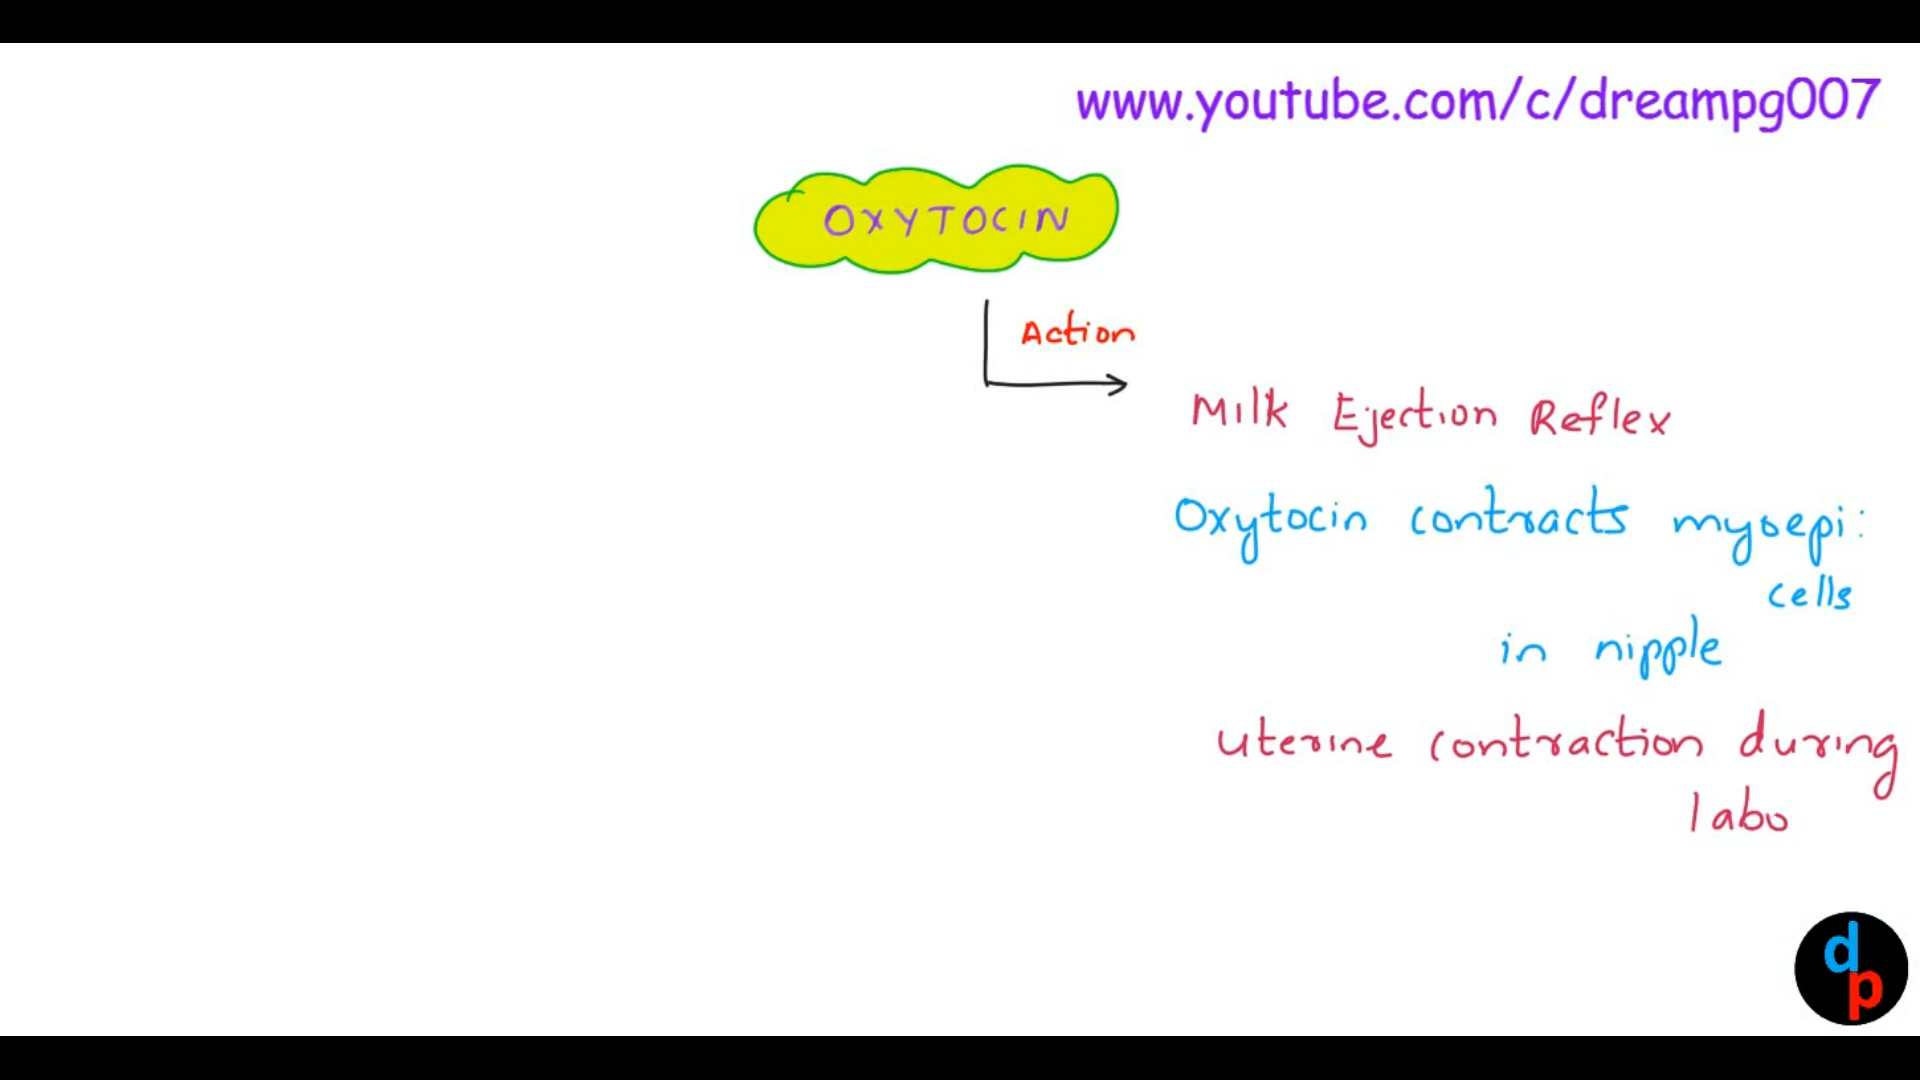 www.youtube.com/c/dreampg007
OXYTOCIN
Action
Milk Ejection Reflex
Oxytocin contracts myoepi:
cells
in nipple
uterine contraction during
labo
dp